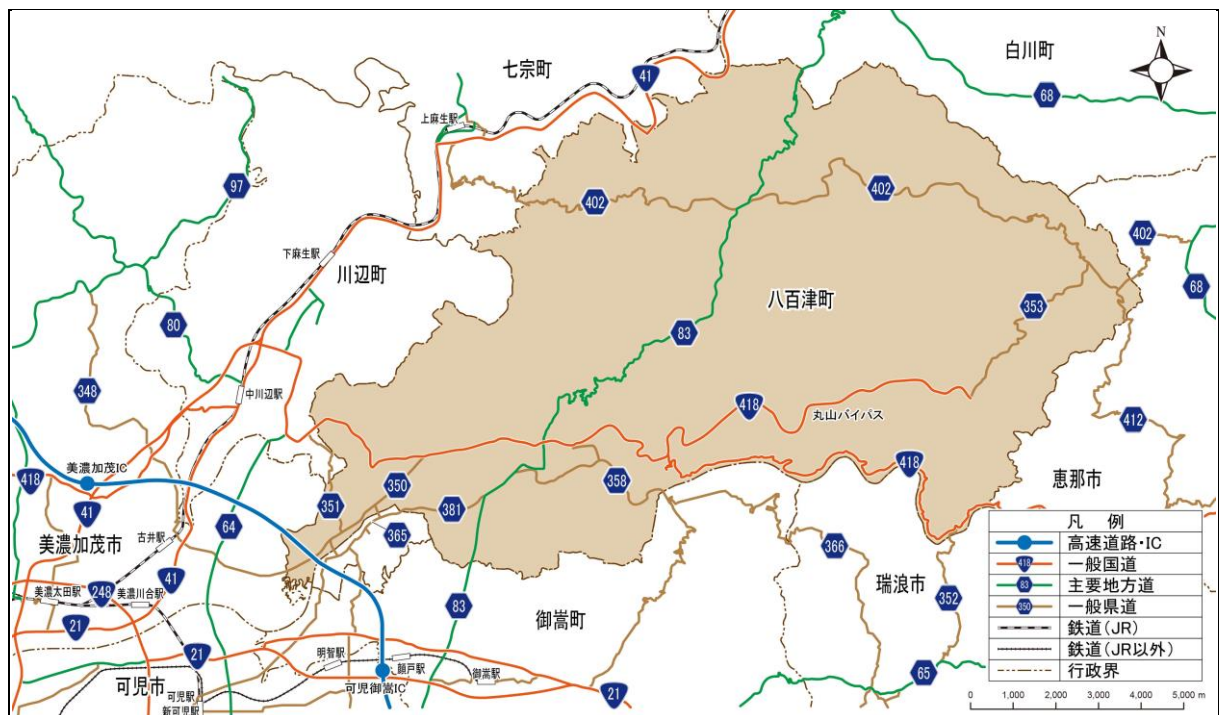 N
白川町
七宗町
41
68
上麻生駅
97
402
402
402
下麻生駅
川辺町
68
八百津町
353
80
83
348
中川辺駅
418
丸山バイパス
412
美濃加茂IC
418
418
350
358
恵那市
351
381
41
64
365
古井駅
366
美濃加茂市
41
248
美濃太田駅
美濃川合駅
瑞浪市
352
83
21
御嵩町
21
明智駅
顔戸駅
御嵩駅
65
可児市
可児御嵩IC
21
可児駅
新可児駅
凡 例
高速道路・IC
418 一般国道
83 主要地方道
350 一般県道
鉄道(JR)
鉄道(JR以外)
行政界
0 1,000 2,000 3,000 4,000 5,000 m